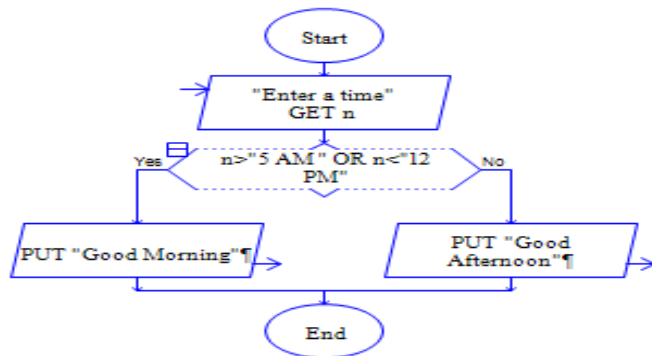 Start
"Enter a time"
GET n
Yes
n>"5 AM " OR n<"12
PM"
No
PUT "Good Morning"¶
PUT "Good
Afternoon"¶
End